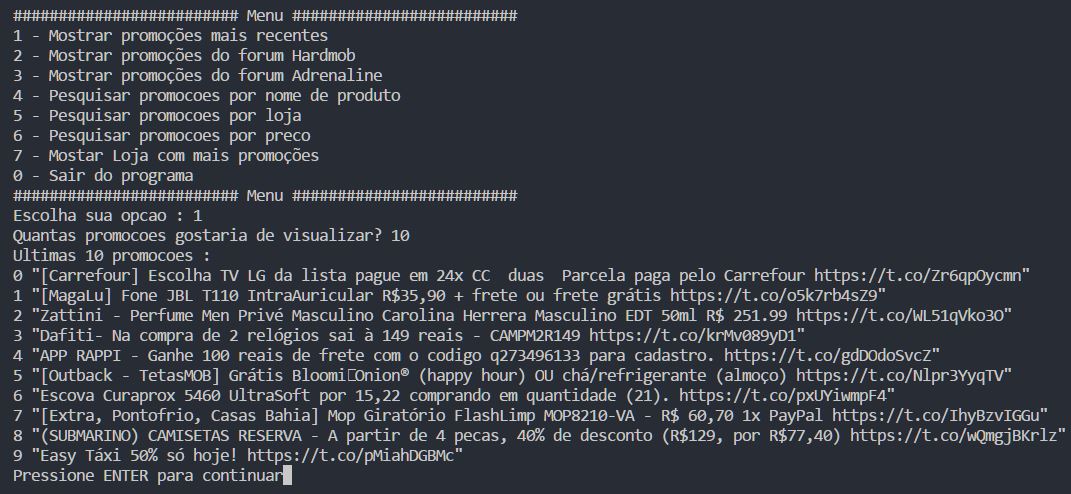 ######################### Menu #########################
1 - Mostrar promoções mais recentes
2 - Mostrar promoções do forum Hardmob
3 - Mostrar promoções do forum Adrenaline
4 - Pesquisar promocoes por nome de produto
5 - Pesquisar promocoes por loja
6 - Pesquisar promocoes por preco
7 - Mostar Loja com mais promoções
0 - Sair do programa
######################### Menu #########################
Escolha sua opcao : 1
Quantas promocoes gostaria de visualizar? 10
Ultimas 10 promocoes :
0 "[Carrefour] Escolha TV LG da lista pague em 24x CC  duas  Parcela paga pelo Carrefour https://t.co/Zr6qpOycmn"
1 "[MagaLu] Fone JBL T110 IntraAuricular R$35,90 + frete ou frete grátis https://t.co/o5k7rb4sZ9"
2 "Zattini - Perfume Men Privé Masculino Carolina Herrera Masculino EDT 50ml R$ 251.99 https://t.co/WL51qVko3O"
3 "Dafiti- Na compra de 2 relógios sai à 149 reais - CAMPM2R149 https://t.co/krMv089yD1"
4 "APP RAPPI - Ganhe 100 reais de frete com o codigo q273496133 para cadastro. https://t.co/gdDOdoSvcZ"
5 "[Outback - TetasMOB] Grátis Bloomi□Onion® (happy hour) OU chá/refrigerante (almoço) https://t.co/Nlpr3YyqTV"
6 "Escova Curaprox 5460 UltraSoft por 15,22 comprando em quantidade (21). https://t.co/pxUYiwmpF4"
7 "[Extra, Pontofrio, Casas Bahia] Mop Giratório FlashLimp MOP8210-VA - R$ 60,70 1x PayPal https://t.co/IhyBzvIGGu"
8 "(SUBMARINO) CAMISETAS RESERVA - A partir de 4 pecas, 40% de desconto (R$129, por R$77,40) https://t.co/wQmgjBKrlz"
9 "Easy Táxi 50% só hoje! https://t.co/pMiahDGBMc"
Pressione ENTER para continuar